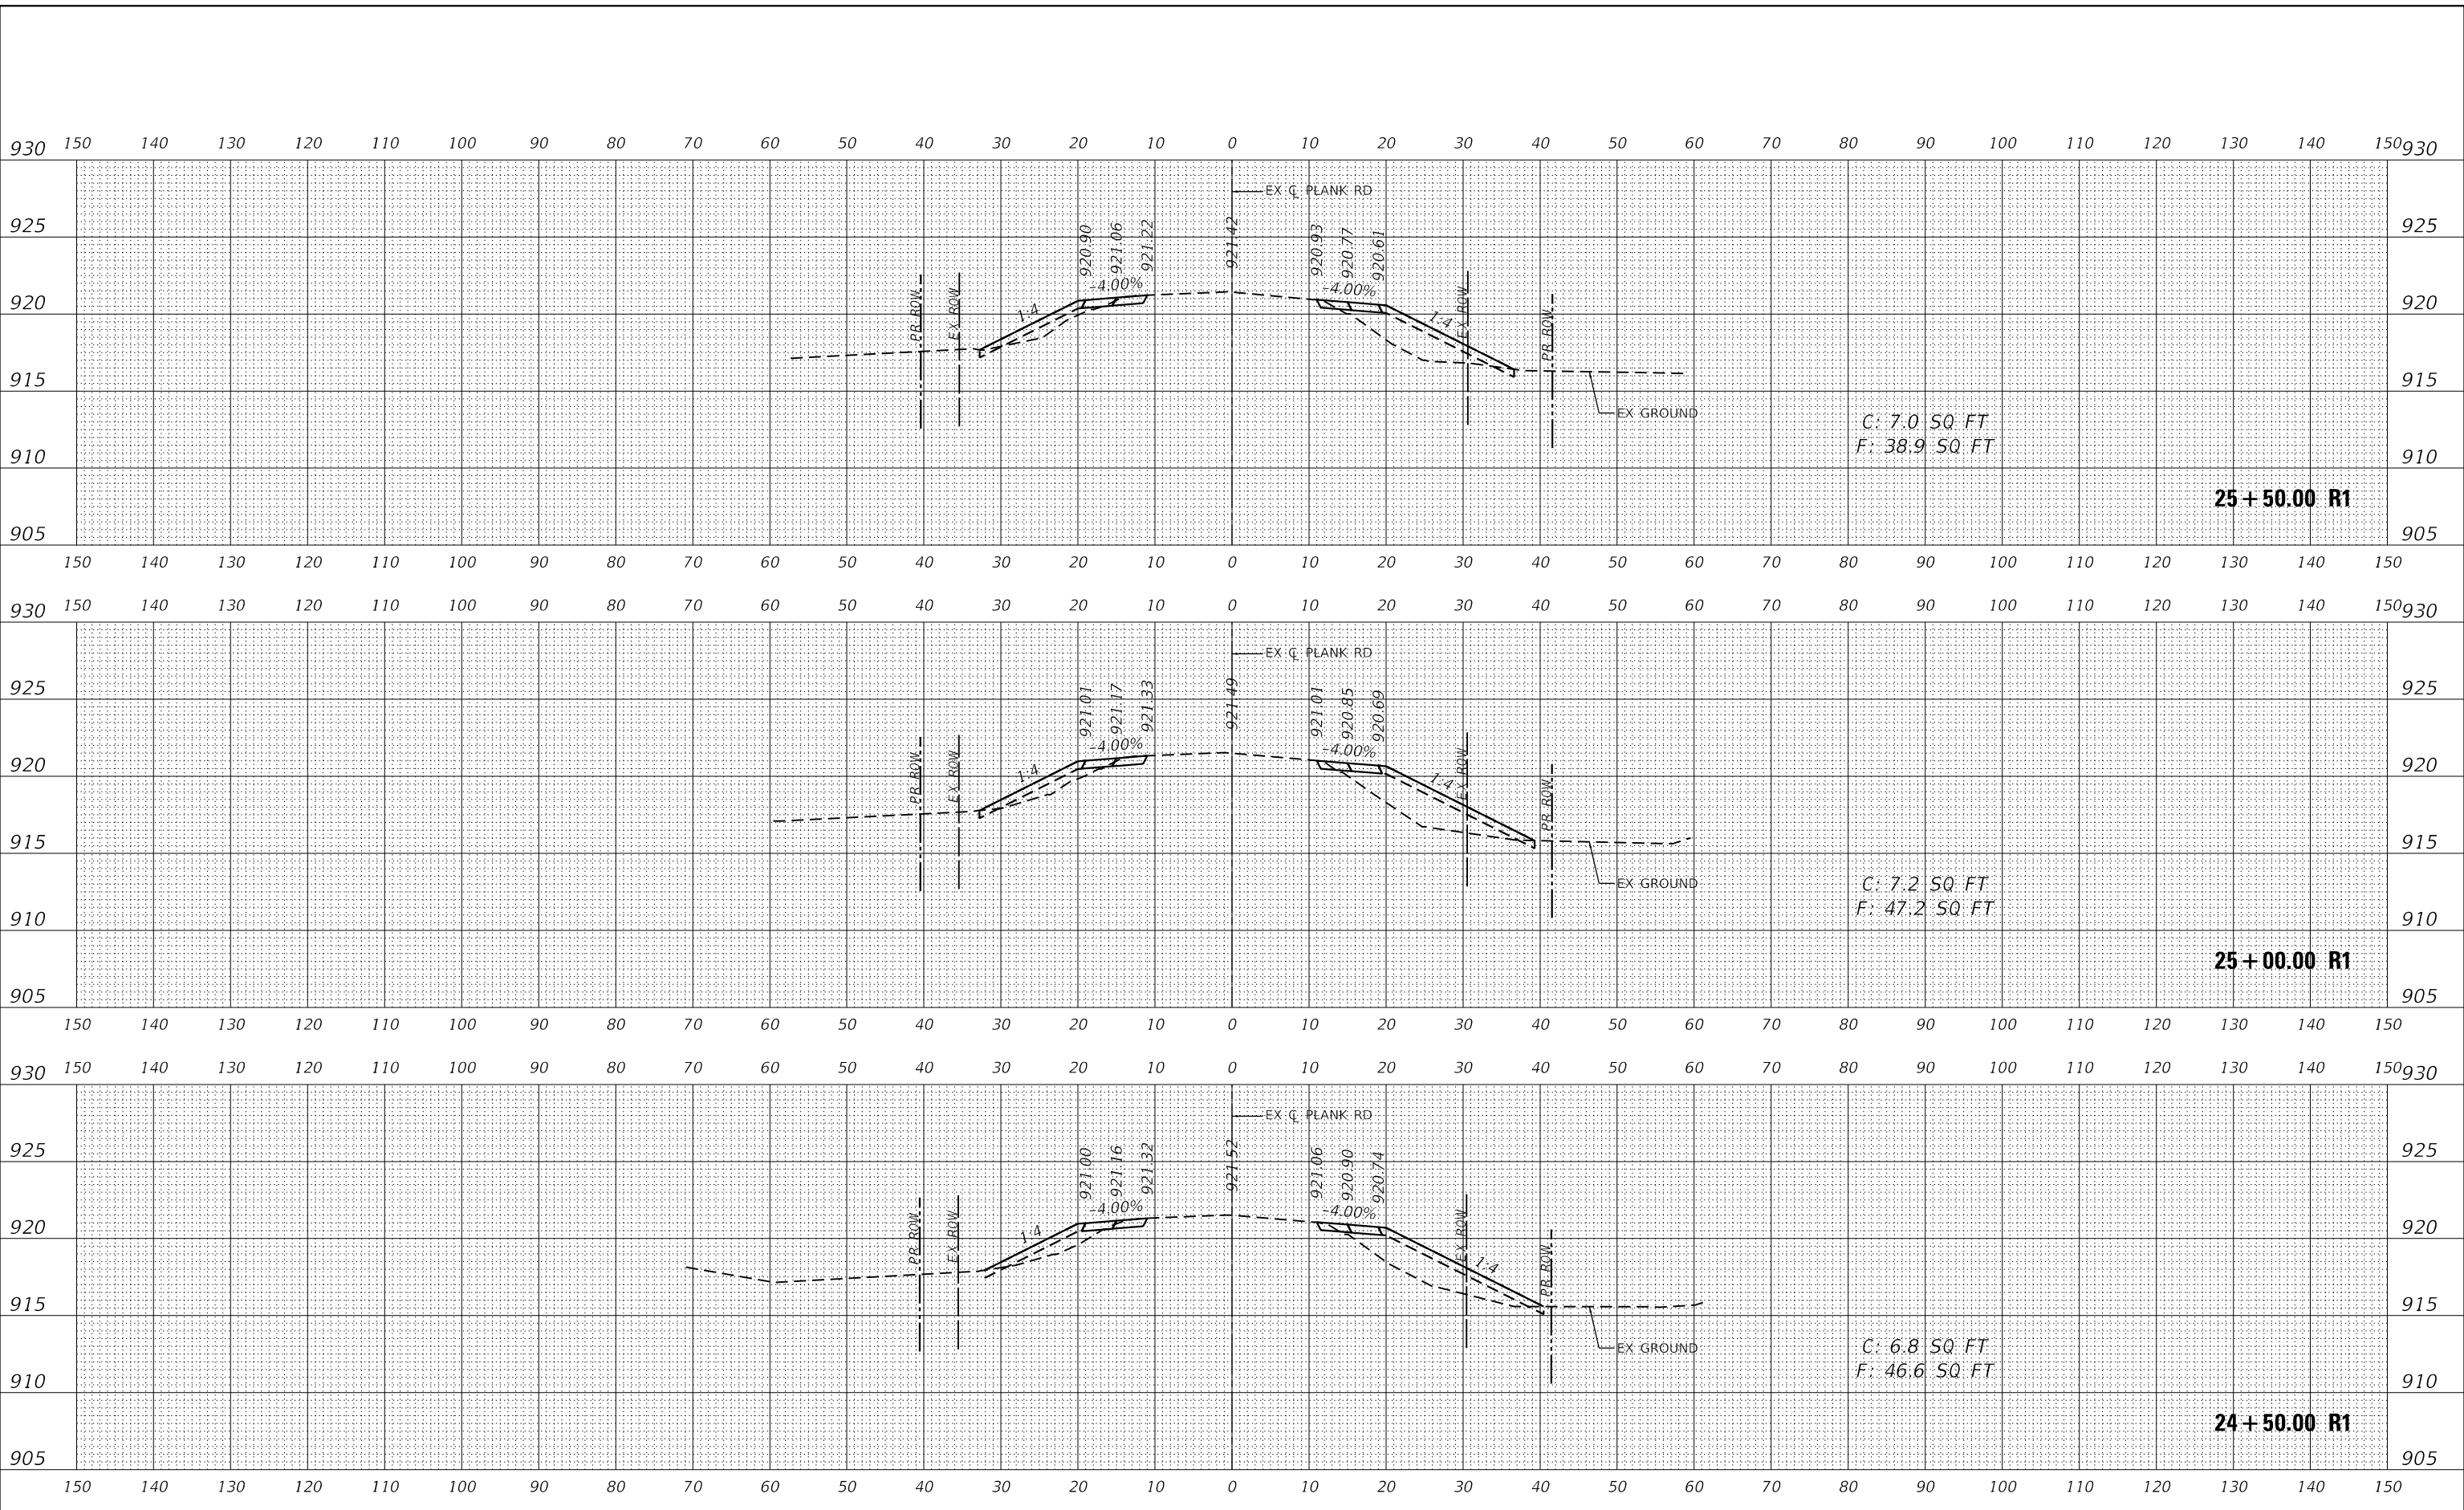 150 140 130 120 110 100 90 80 70 60 50 40 30 20 10 0 10 20 30 40 50 60 70 80 90 100 110 120 130 140 150
930 930
EX ℄ PLANK RD
925 925
920.90 921.06 921.22 921.42 920.93 920.77 920.61
-4.00% -4.00%
PR ROW EX ROW 1:4 1:4 EX ROW PR ROW
920 920
915 915
EX GROUND
C: 7.0 SQ FT
F: 38.9 SQ FT
910 910
25+50.00 R1
905 905
150 140 130 120 110 100 90 80 70 60 50 40 30 20 10 0 10 20 30 40 50 60 70 80 90 100 110 120 130 140 150
150 140 130 120 110 100 90 80 70 60 50 40 30 20 10 0 10 20 30 40 50 60 70 80 90 100 110 120 130 140 150
930 930
EX ℄ PLANK RD
925 925
921.01 921.17 921.33 921.49 921.01 920.85 920.69
-4.00% -4.00%
PR ROW EX ROW 1:4 1:4 EX ROW PR ROW
920 920
915 915
EX GROUND
C: 7.2 SQ FT
F: 47.2 SQ FT
910 910
25+00.00 R1
905 905
150 140 130 120 110 100 90 80 70 60 50 40 30 20 10 0 10 20 30 40 50 60 70 80 90 100 110 120 130 140 150
150 140 130 120 110 100 90 80 70 60 50 40 30 20 10 0 10 20 30 40 50 60 70 80 90 100 110 120 130 140 150
930 930
EX ℄ PLANK RD
925 925
921.00 921.16 921.32 921.52 921.06 920.90 920.74
-4.00% -4.00%
PR ROW EX ROW 1:4 EX ROW 1:4 PR ROW
920 920
915 915
EX GROUND
C: 6.8 SQ FT
F: 46.6 SQ FT
910 910
24+50.00 R1
905 905
150 140 130 120 110 100 90 80 70 60 50 40 30 20 10 0 10 20 30 40 50 60 70 80 90 100 110 120 130 140 150